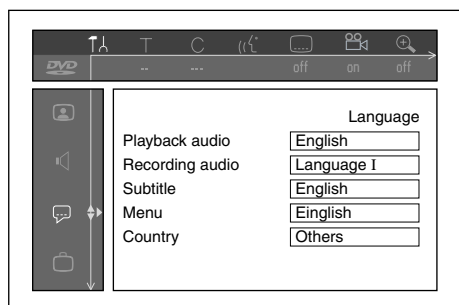 T C
DVD -- --- off on off
Language
Playback audio English
Recording audio Language I
Subtitle English
Menu Einglish
Country Others